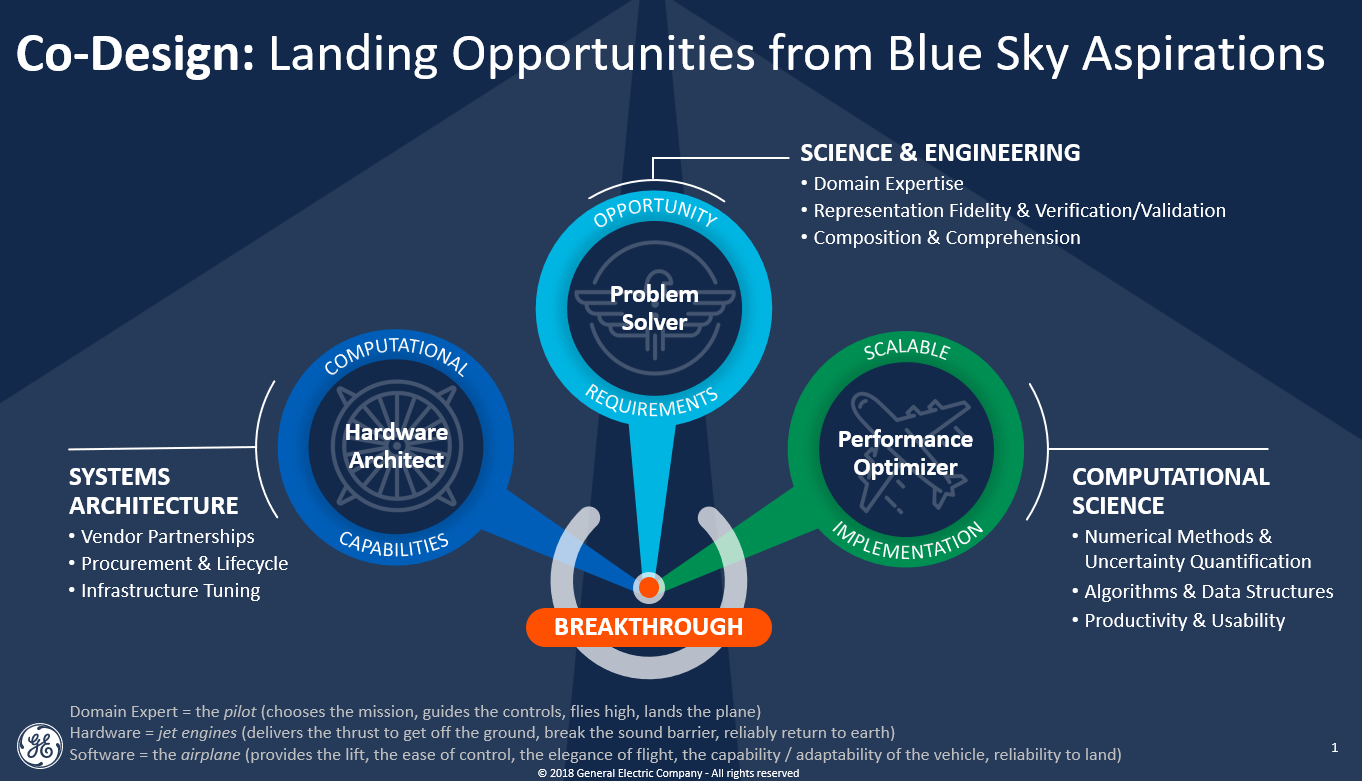 Co-Design: Landing Opportunities from Blue Sky Aspirations
SCIENCE & ENGINEERING
• Domain Expertise
• Representation Fidelity & Verification/Validation
• Composition & Comprehension
OPPORTUNITY
Problem
Solver
REQUIREMENTS
COMPUTATIONAL
Hardware
Architect
CAPABILITIES
SCALABLE
Performance
Optimizer
IMPLEMENTATION
SYSTEMS
ARCHITECTURE
• Vendor Partnerships
• Procurement & Lifecycle
• Infrastructure Tuning
COMPUTATIONAL
SCIENCE
• Numerical Methods &
Uncertainty Quantification
• Algorithms & Data Structures
• Productivity & Usability
BREAKTHROUGH
Domain Expert = the pilot (chooses the mission, guides the controls, flies high, lands the plane)
Hardware = jet engines (delivers the thrust to get off the ground, break the sound barrier, reliably return to earth)
Software = the airplane (provides the lift, the ease of control, the elegance of flight, the capability / adaptability of the vehicle, reliability to land)
GE
1
© 2018 General Electric Company - All rights reserved